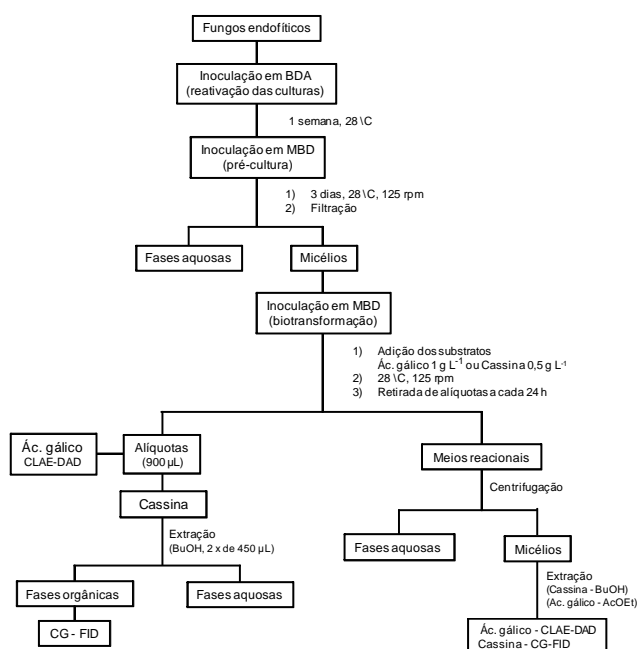 Fungos endofíticos
Inoculação em BDA
(reativação das culturas)
1 semana, 28 \C
Inoculação em MBD
(pré-cultura)
1) 3 dias, 28 \C, 125 rpm
2) Filtração
Fases aquosas
Micélios
Inoculação em MBD
(biotransformação)
1) Adição dos substratos
Ác. gálico 1 g L-1 ou Cassina 0,5 g L-1
2) 28 \C, 125 rpm
3) Retirada de alíquotas a cada 24 h
Ác. gálico
CLAE-DAD
Alíquotas
(900 µL)
Meios reacionais
Cassina
Centrifugação
Extração
(BuOH, 2 x de 450 µL)
Fases aquosas
Micélios
Fases orgânicas
Fases aquosas
Extração
(Cassina - BuOH)
(Ac. gálico - AcOEt)
CG - FID
Ác. gálico - CLAE-DAD
Cassina - CG-FID